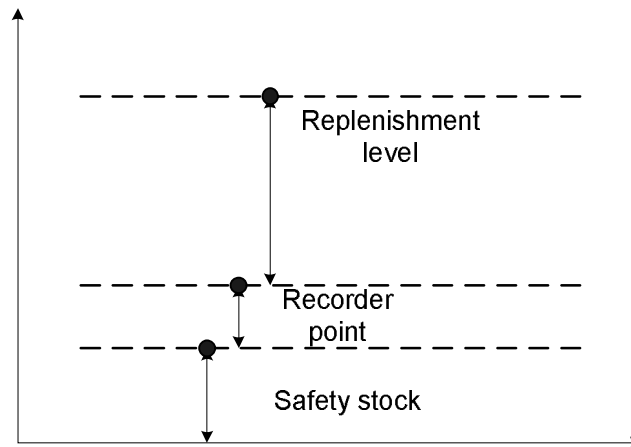 Replenishment
level
Recorder
point
Safety stock